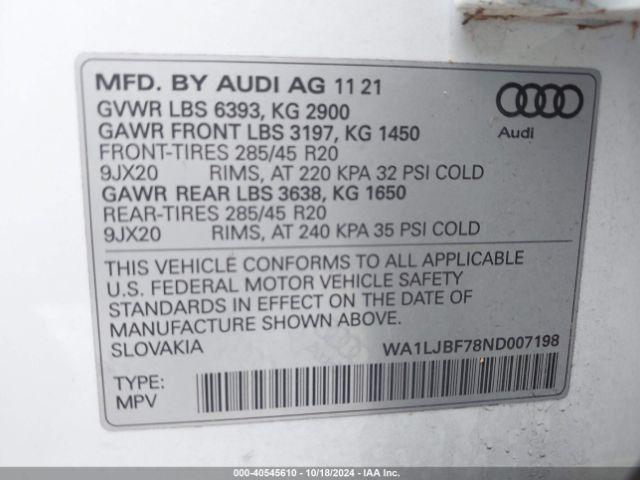 MFD. BY AUDI AG 11 21
GVWR LBS 6393, KG 2900
GAWR FRONT LBS 3197, KG 1450
FRONT-TIRES 285/45 R20
9JX20 RIMS, AT 220 KPA 32 PSI COLD
GAWR REAR LBS 3638, KG 1650
REAR-TIRES 285/45 R20
9JX20 RIMS, AT 240 KPA 35 PSI COLD
Audi
THIS VEHICLE CONFORMS TO ALL APPLICABLE
U.S. FEDERAL MOTOR VEHICLE SAFETY
STANDARDS IN EFFECT ON THE DATE OF
MANUFACTURE SHOWN ABOVE.
SLOVAKIA WA1LJBF78ND007198
Audi
TYPE:
MPV
000-40545610 - 10/18/2024 - IAAI.com